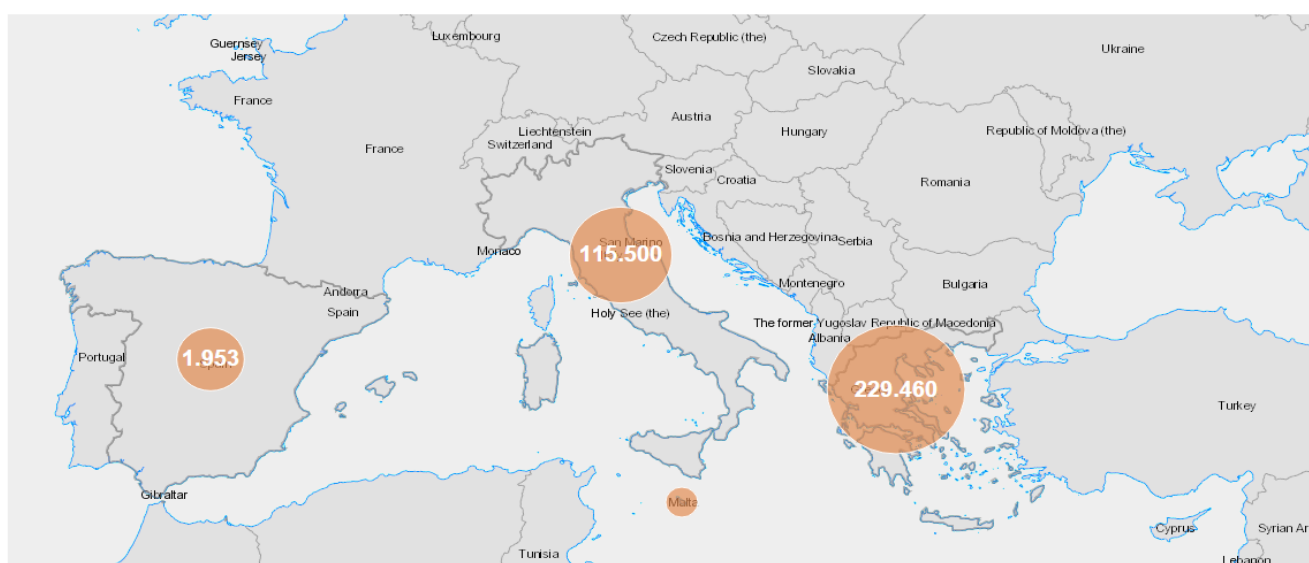 Guernsey
Jersey
Luxembourg
Czech Republic (the)
Ukraine
Slovakia
France
Austria
Hungary
Republic of Moldova (the)
Liechtenstein
Switzerland
France
Slovenia
Croatia
Romania
San Marino
Bosnia and Herzegovina
Serbia
115.500
Monaco
Montenegro
Bulgaria
Andorra
Spain
Holy See (the)
The former Yugoslav Republic of Macedonia
Albania
Portugal
1.953
Spain
229.460
Turkey
Gibraltar
Malta
Cyprus
Syrian Ar
Tunisia
Lebanon